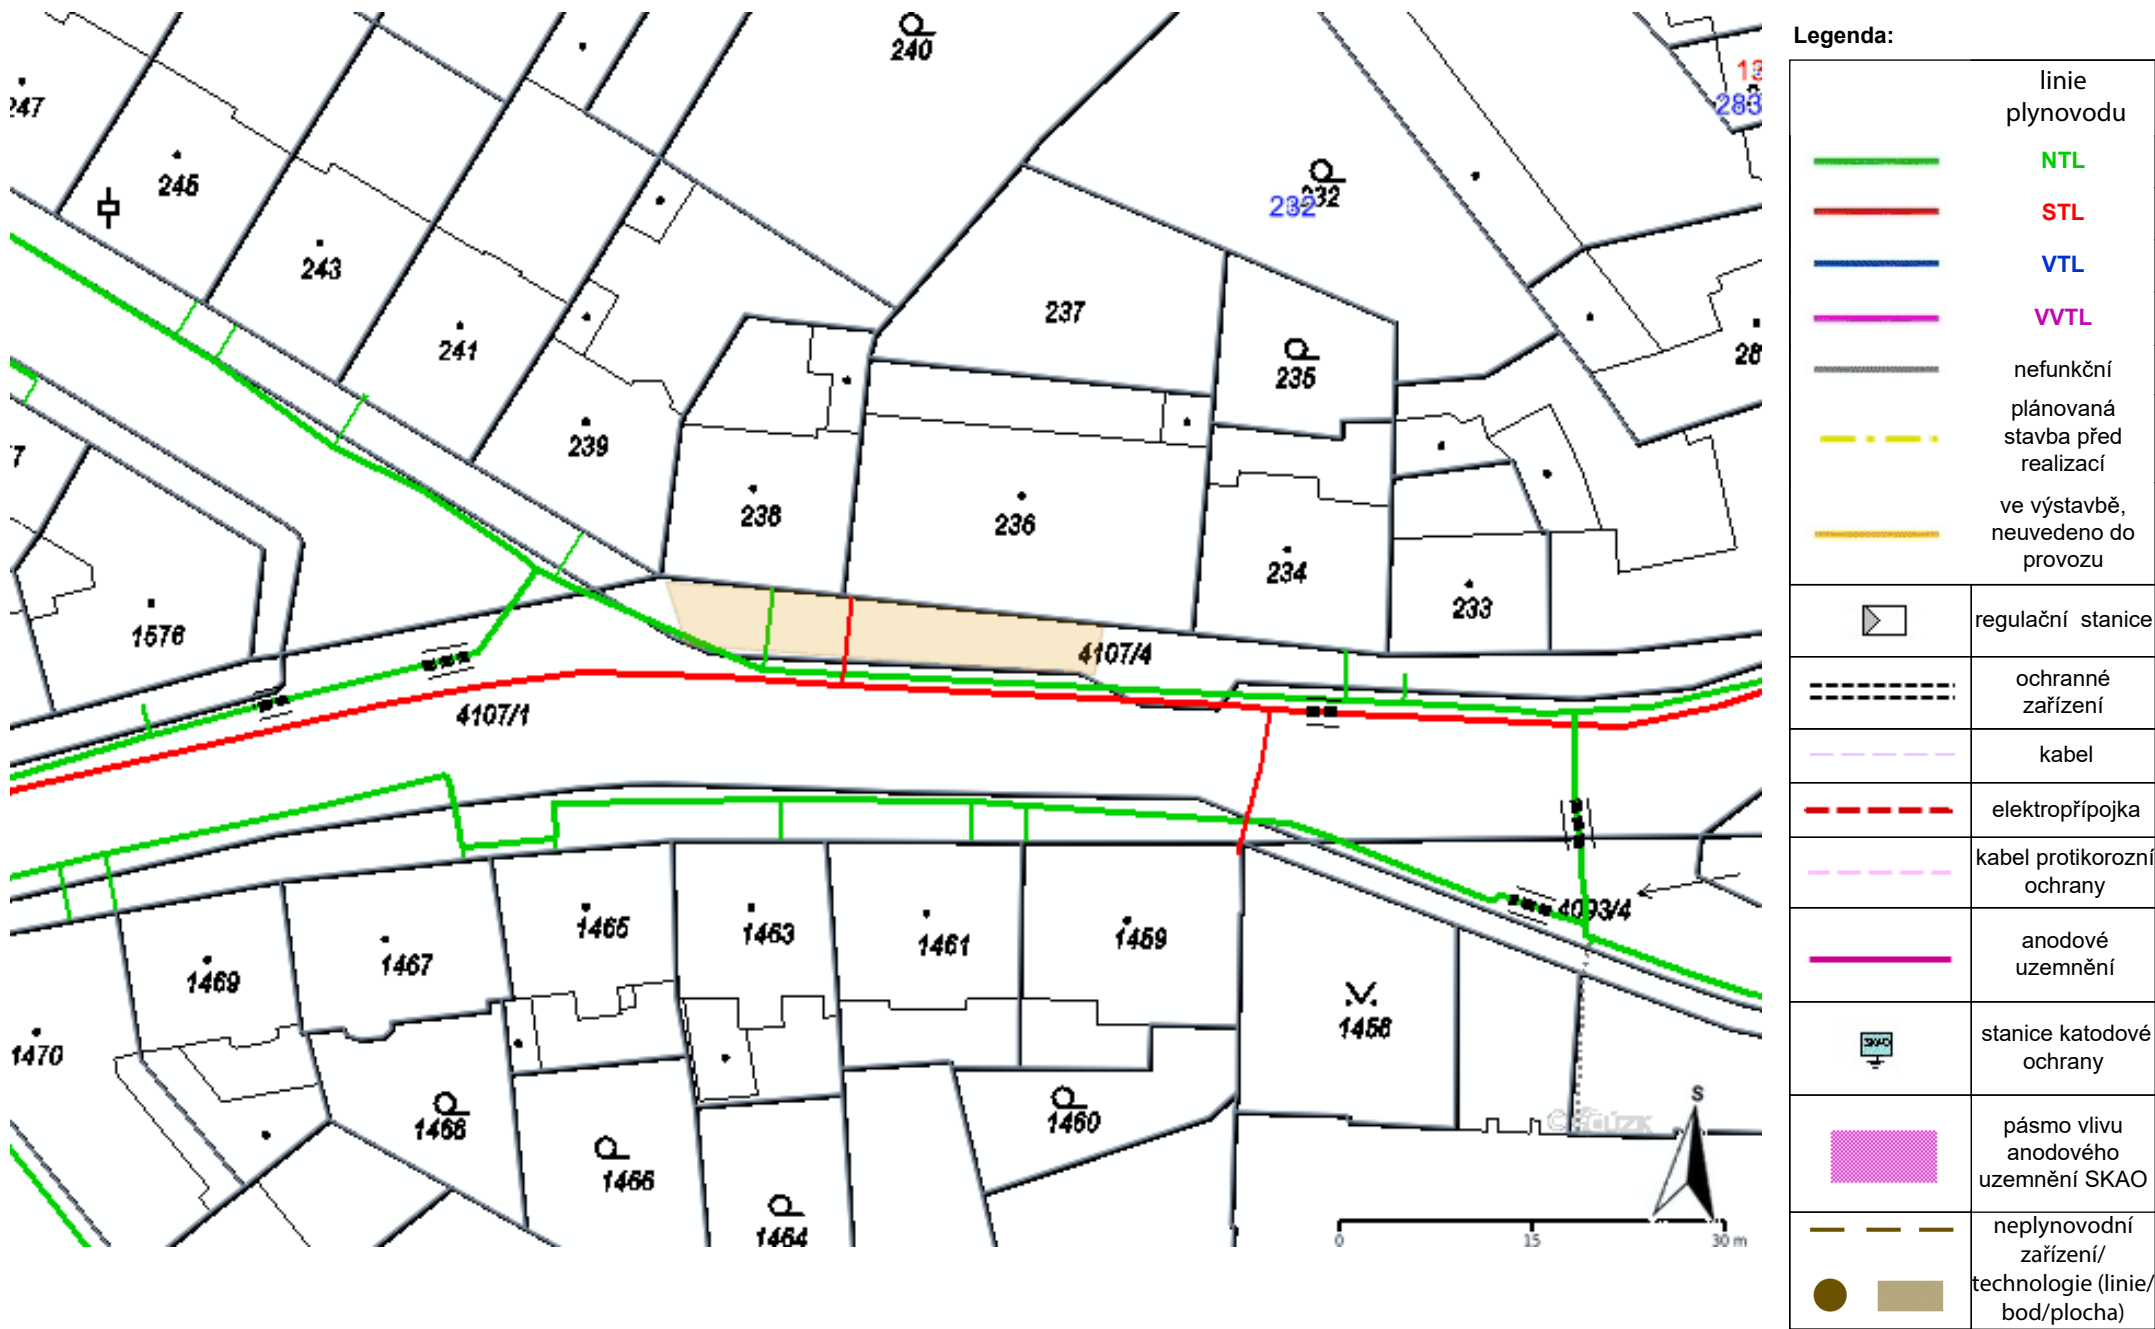 240
247
245
243
241
239
238
237
236
235
234
233
232
232
283
28
1576
4107/4
4107/1
4093/4
1465
1463
1461
1459
1467
1469
1470
1458
1468
1466
1464
1460
S
0 15 30 m
Legenda:
linie
plynovodu
NTL
STL
VTL
VVTL
nefunkční
plánovaná
stavba před
realizací
ve výstavbě,
neuvedeno do
provozu
regulační stanice
ochranné
zařízení
kabel
elektropřípojka
kabel protikorozní
ochrany
anodové
uzemnění
SKAO
stanice katodové
ochrany
pásmo vlivu
anodového
uzemnění SKAO
neplynovodní
zařízení/
technologie (linie/
bod/plocha)